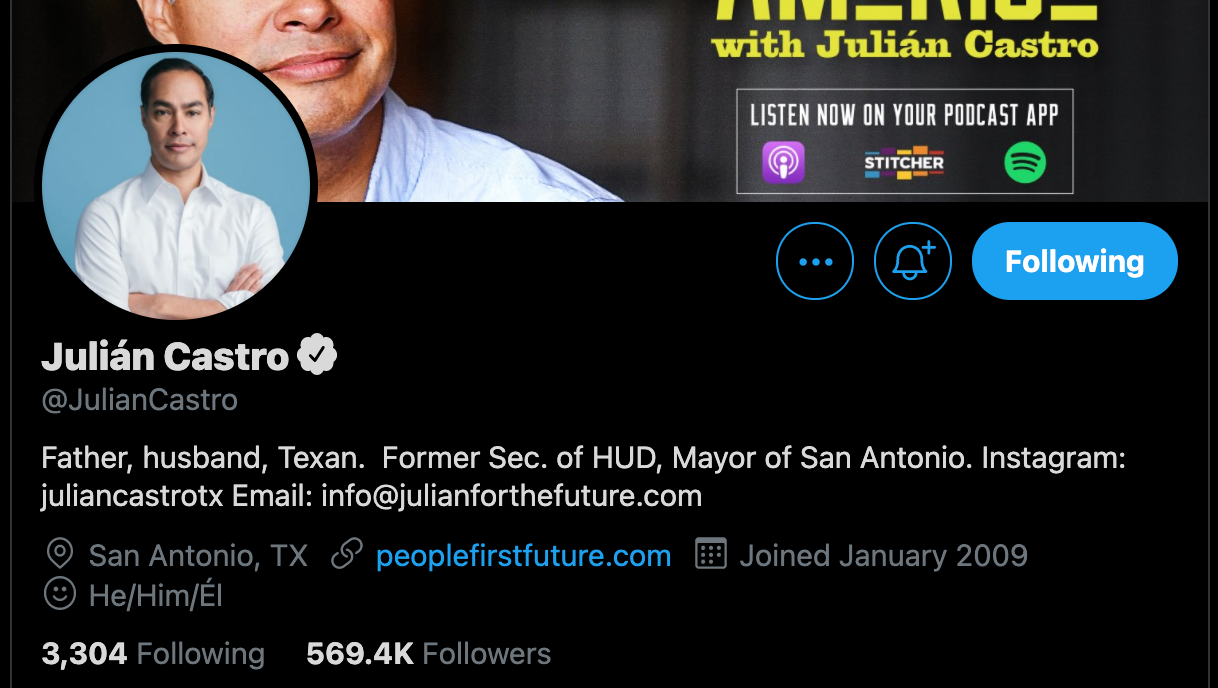 with Julián Castro
LISTEN NOW ON YOUR PODCAST APP
STITCHER
Following
Julián Castro
@JulianCastro
Father, husband, Texan.  Former Sec. of HUD, Mayor of San Antonio. Instagram:
juliancastrotx Email: info@julianforthefuture.com
San Antonio, TX peoplefirstfuture.com Joined January 2009
He/Him/Él
3,304 Following 569.4K Followers